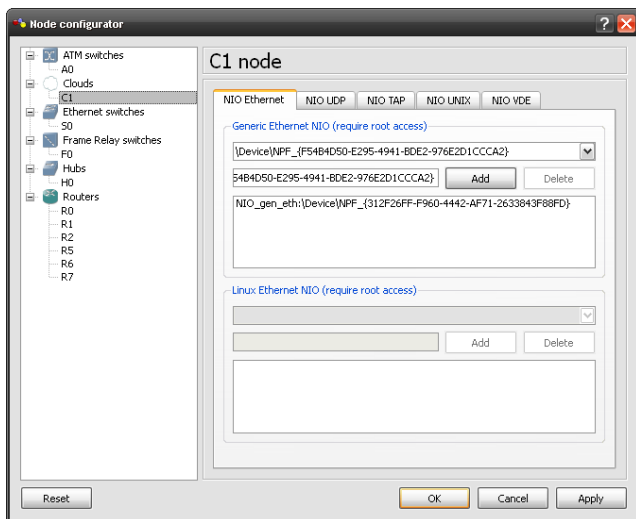 Node configurator
ATM switches
A0
Clouds
C1
Ethernet switches
S0
Frame Relay switches
F0
Hubs
H0
Routers
R0
R1
R2
R5
R6
R7
C1 node
NIO Ethernet NIO UDP NIO TAP NIO UNIX NIO VDE
Generic Ethernet NIO (require root access)
\Device\NPF_{F54B4D50-E295-4941-BDE2-976E2D1CCCA2}
54B4D50-E295-4941-BDE2-976E2D1CCCA2} Add Delete
NIO_gen_eth:\Device\NPF_{312F26FF-F960-4442-AF71-2633843F88FD}
Linux Ethernet NIO (require root access)
Add Delete
Reset OK Cancel Apply